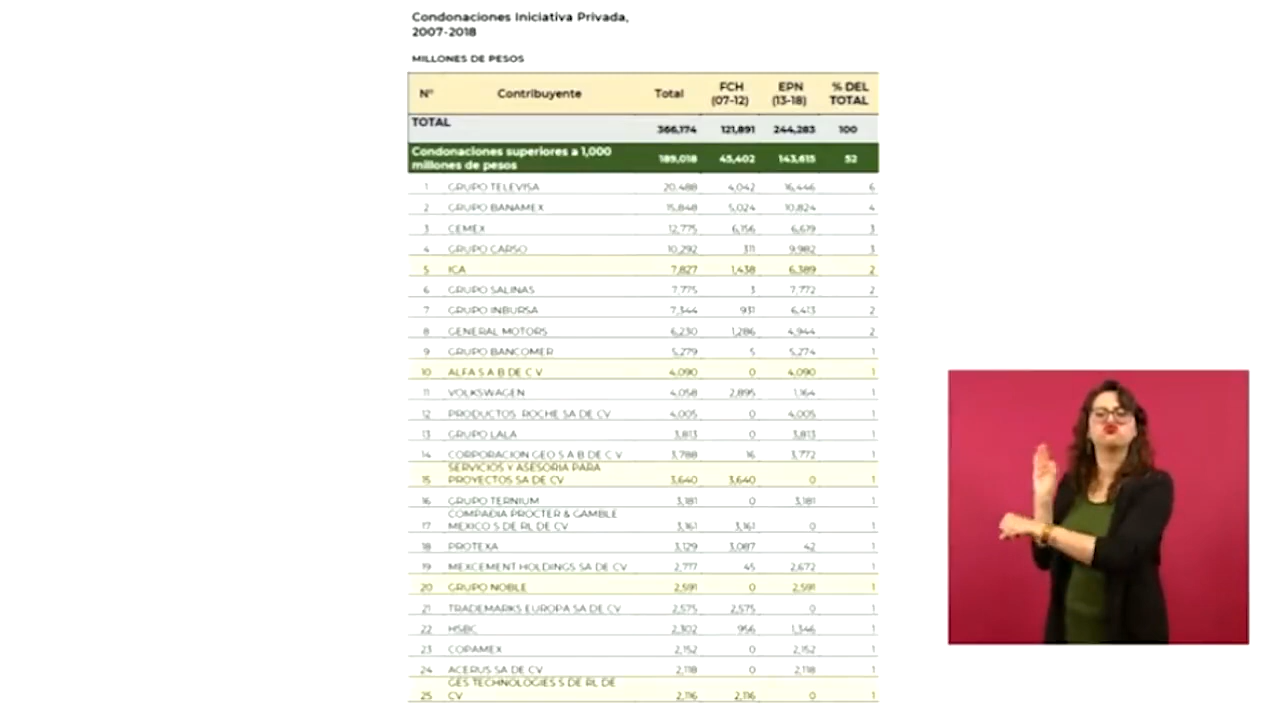 Condonaciones Iniciativa Privada,
2007-2018
MILLONES DE PESOS
Nº Contribuyente Total FCH (07-12) EPN (13-18) % DEL TOTAL
TOTAL 366,174 121,891 244,283 100
Condonaciones superiores a 1,000
millones de pesos 189,018 45,402 143,615 52
1 GRUPO TELEVISA 20,488 4,042 16,446 6
2 GRUPO BANAMEX 15,848 5,024 10,824 4
3 CEMEX 12,775 6,156 6,619 3
4 GRUPO CARSO 10,292 311 9,982 3
5 ICA 7,827 1,438 6,389 2
6 GRUPO SALINAS 7,775 3 7,772 2
7 GRUPO INBURSA 7,344 931 6,413 2
8 GENERAL MOTORS 6,230 1,286 4,944 2
9 GRUPO BANCOMER 5,279 5 5,274 1
10 ALFA S A B DE C V 4,090 0 4,090 1
11 VOLKSWAGEN 4,058 2,895 1,164 1
12 PRODUCTOS ROCHE SA DE CV 4,005 0 4,005 1
13 GRUPO LALA 3,813 0 3,813 1
14 CORPORACION GEO S A B DE C V 3,788 16 3,772 1
SERVICIOS Y ASESORIA PARA
15 PROYECTOS SA DE CV 3,640 3,640 0 1
16 GRUPO TERNIUM 3,181 0 3,181 1
COMPAÐIA PROCTER & GAMBLE
17 MEXICO S DE RL DE CV 3,161 3,161 0 1
18 PROTEXA 3,129 3,087 42 1
19 MEXCEMENT HOLDINGS SA DE CV 2,717 45 2,672 1
20 GRUPO NOBLE 2,591 0 2,591 1
21 TRADEMARKS EUROPA SA DE CV 2,575 2,575 0 1
22 HSBC 2,302 956 1,346 1
23 COPAMEX 2,152 0 2,152 1
24 ACERUS SA DE CV 2,118 0 2,118 1
GES TECHNOLOGIES S DE RL DE
25 CV 2,116 2,116 0 1